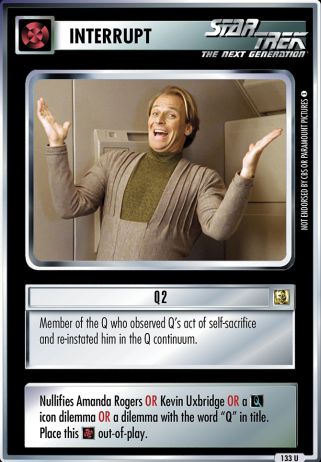 INTERRUPT
STAR TREK
THE NEXT GENERATION
NOT ENDORSED BY CBS OR PARAMOUNT PICTURES
Q2
Member of the Q who observed Q's act of self-sacrifice
and re-instated him in the Q continuum.
Nullifies Amanda Rogers OR Kevin Uxbridge OR a Q
icon dilemma OR a dilemma with the word "Q" in title.
Place this out-of-play.
133 U